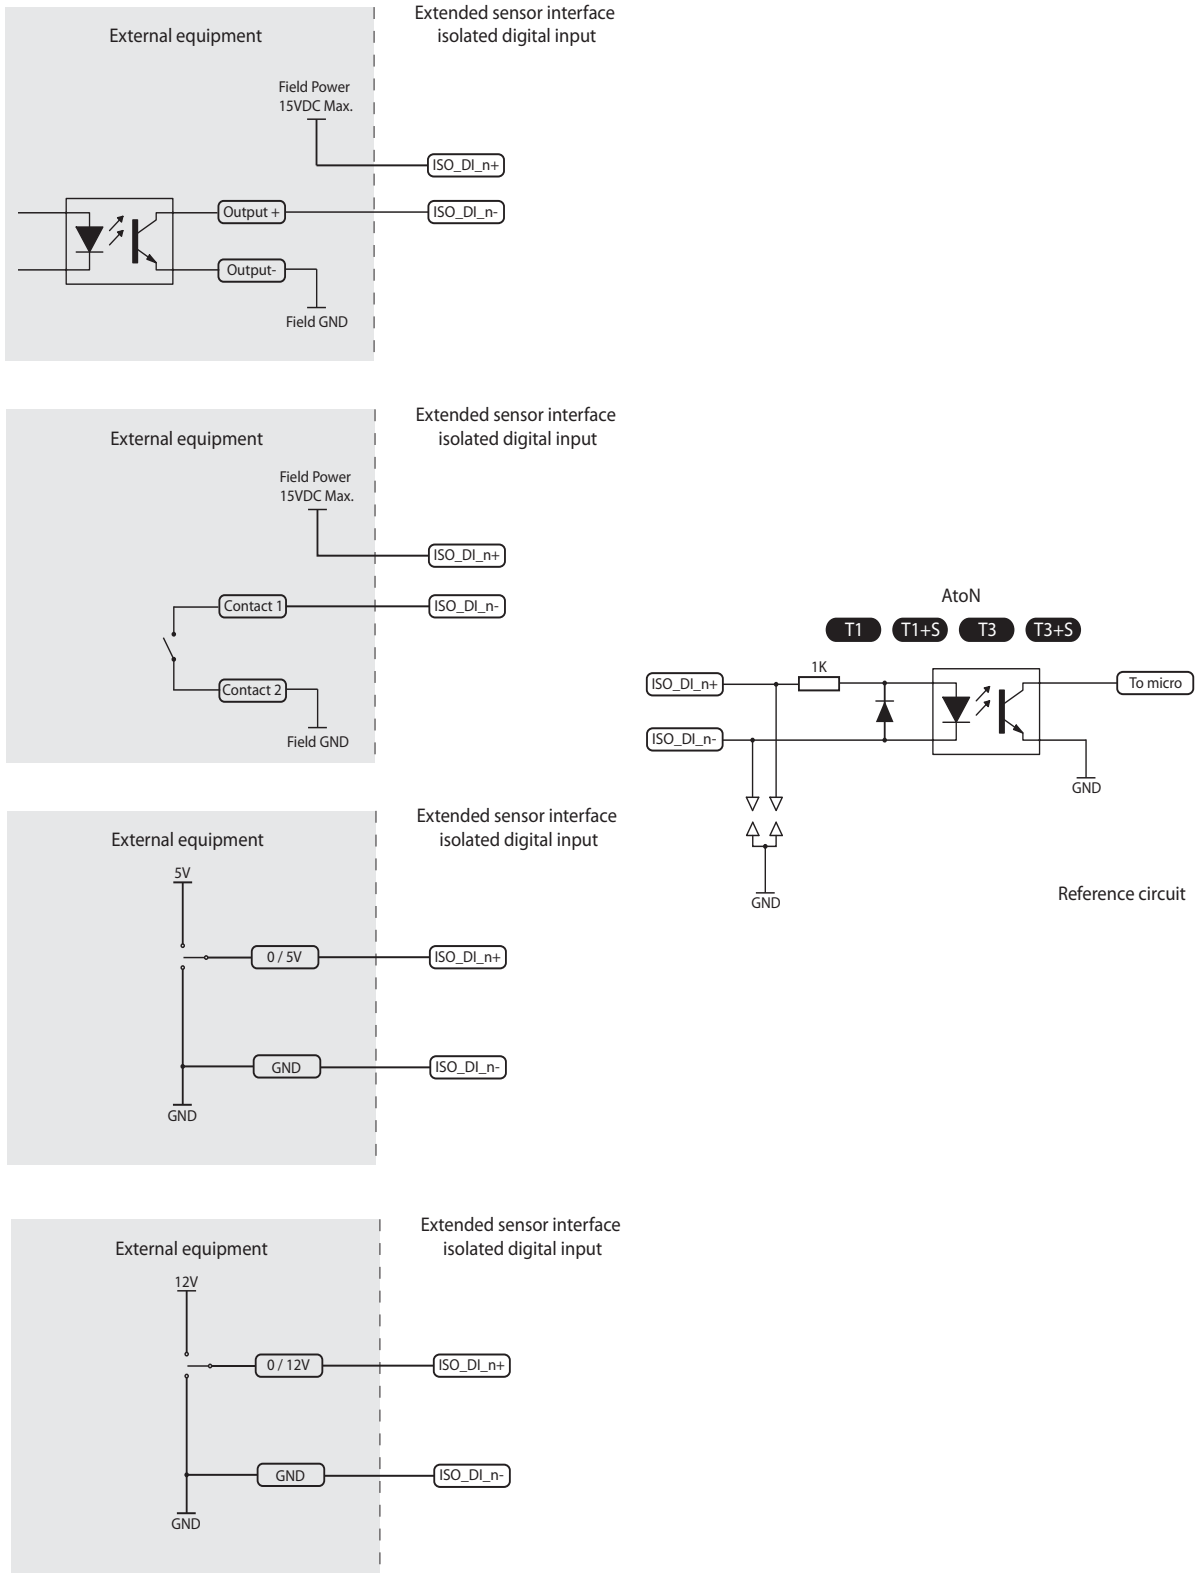 External equipment
Extended sensor interface
isolated digital input
Field Power
15VDC Max.
ISO_DI_n+
Output +
ISO_DI_n-
Output-
Field GND
External equipment
Extended sensor interface
isolated digital input
Field Power
15VDC Max.
ISO_DI_n+
Contact 1
ISO_DI_n-
Contact 2
Field GND
AtoN
T1 T1+S T3 T3+S
1K
ISO_DI_n+
To micro
ISO_DI_n-
GND
GND
Reference circuit
External equipment
Extended sensor interface
isolated digital input
5V
0 / 5V
ISO_DI_n+
GND
ISO_DI_n-
GND
External equipment
Extended sensor interface
isolated digital input
12V
0 / 12V
ISO_DI_n+
GND
ISO_DI_n-
GND